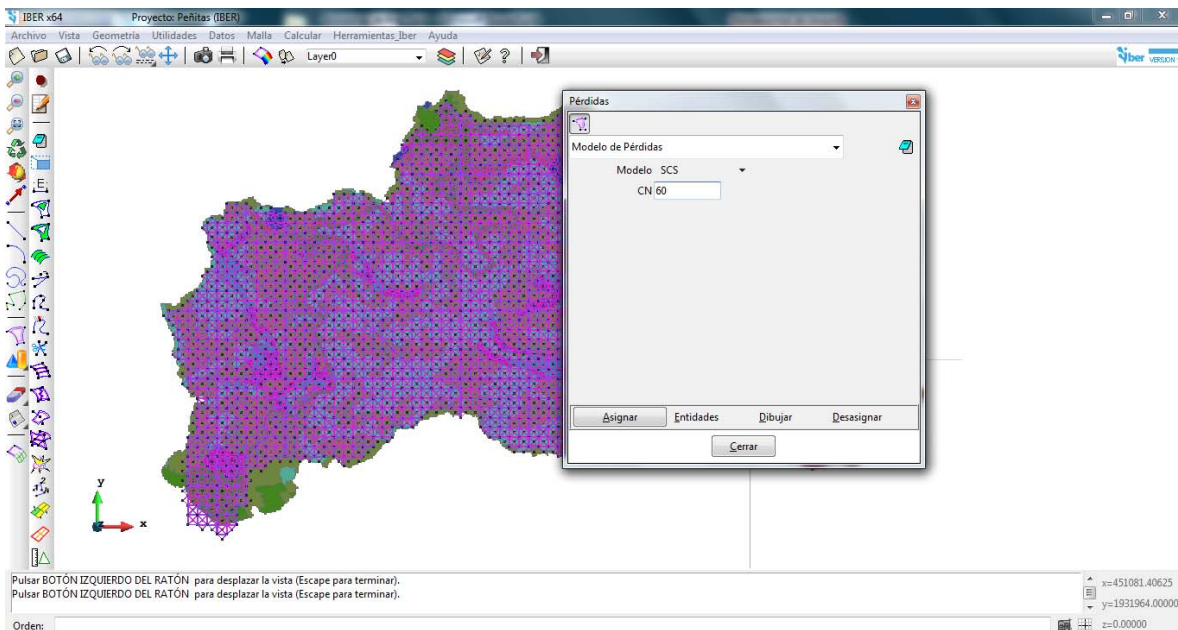 IBER x64 Proyecto: Peñitas (IBER)
Archivo Vista Geometría Utilidades Datos Malla Calcular Herramientas_Iber Ayuda
Layer0
Iber VERSION
Pérdidas
Modelo de Pérdidas
Modelo SCS
CN 60
Asignar Entidades Dibujar Desasignar
Cerrar
y
x
Pulsar BOTÓN IZQUIERDO DEL RATÓN para desplazar la vista (Escape para terminar).
Pulsar BOTÓN IZQUIERDO DEL RATÓN para desplazar la vista (Escape para terminar).
x=451081.40625
y=1931964.00000
Orden:
z=0.00000